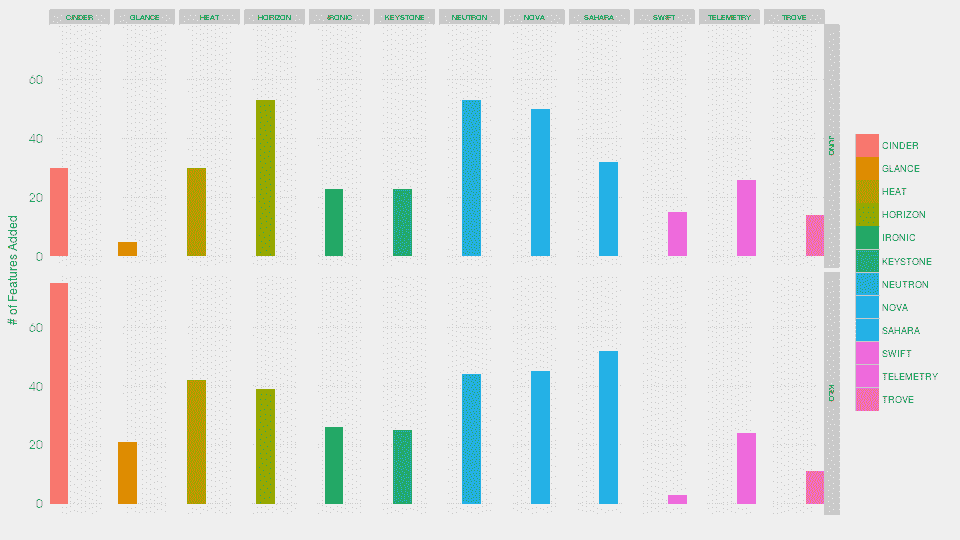 CINDER GLANCE HEAT HORIZON IRONIC KEYSTONE NEUTRON NOVA SAHARA SWIFT TELEMETRY TROVE
60
40
20
0
JUNO
60
40
20
0
KILO
# of Features Added
CINDER
GLANCE
HEAT
HORIZON
IRONIC
KEYSTONE
NEUTRON
NOVA
SAHARA
SWIFT
TELEMETRY
TROVE